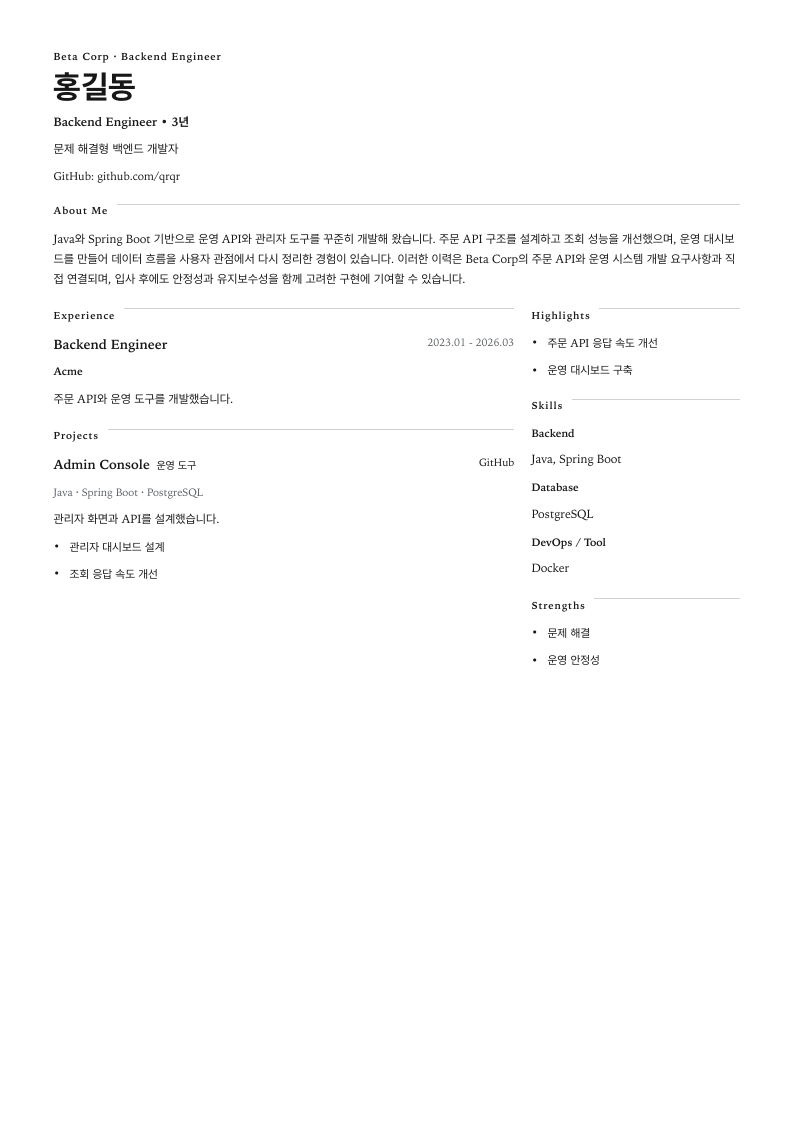 Beta Corp · Backend Engineer
홍길동
Backend Engineer • 3년
문제 해결형 백엔드 개발자
GitHub: github.com/qrqr
About Me
Java와 Spring Boot 기반으로 운영 API와 관리자 도구를 꾸준히 개발해 왔습니다. 주문 API 구조를 설계하고 조회 성능을 개선했으며, 운영 대시보
드를 만들어 데이터 흐름을 사용자 관점에서 다시 정리한 경험이 있습니다. 이러한 이력은 Beta Corp의 주문 API와 운영 시스템 개발 요구사항과 직
접 연결되며, 입사 후에도 안정성과 유지보수성을 함께 고려한 구현에 기여할 수 있습니다.
Experience
Backend Engineer 2023.01 - 2026.03
Acme
주문 API와 운영 도구를 개발했습니다.
Projects
Admin Console 운영 도구 GitHub
Java · Spring Boot · PostgreSQL
관리자 화면과 API를 설계했습니다.
• 관리자 대시보드 설계
• 조회 응답 속도 개선
Highlights
• 주문 API 응답 속도 개선
• 운영 대시보드 구축
Skills
Backend
Java, Spring Boot
Database
PostgreSQL
DevOps / Tool
Docker
Strengths
• 문제 해결
• 운영 안정성